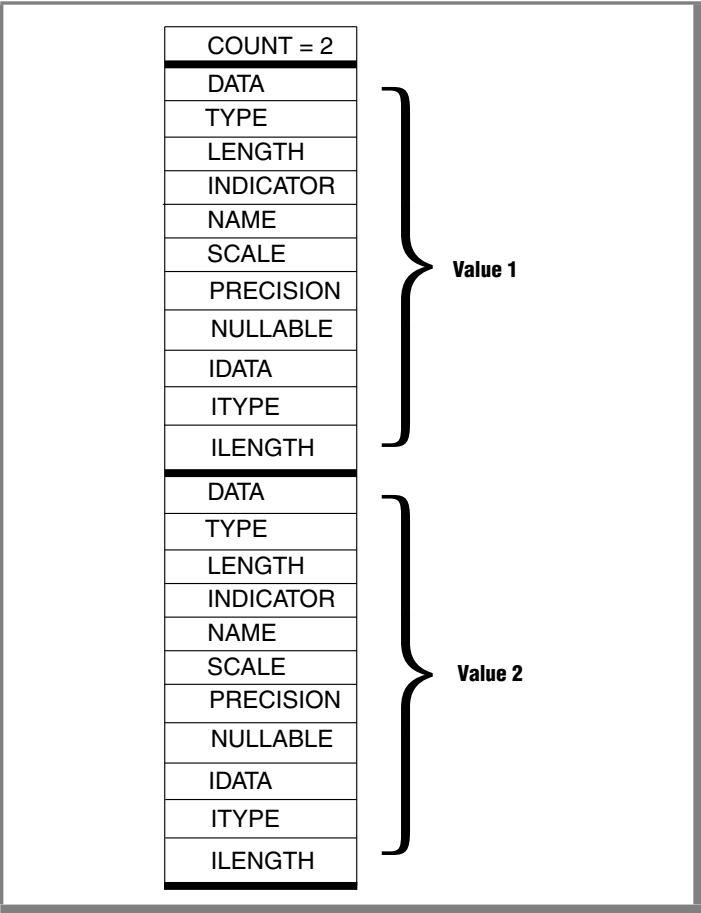 COUNT = 2
DATA
TYPE
LENGTH
INDICATOR
NAME
SCALE
PRECISION
NULLABLE
IDATA
ITYPE
ILENGTH
Value 1
DATA
TYPE
LENGTH
INDICATOR
NAME
SCALE
PRECISION
NULLABLE
IDATA
ITYPE
ILENGTH
Value 2